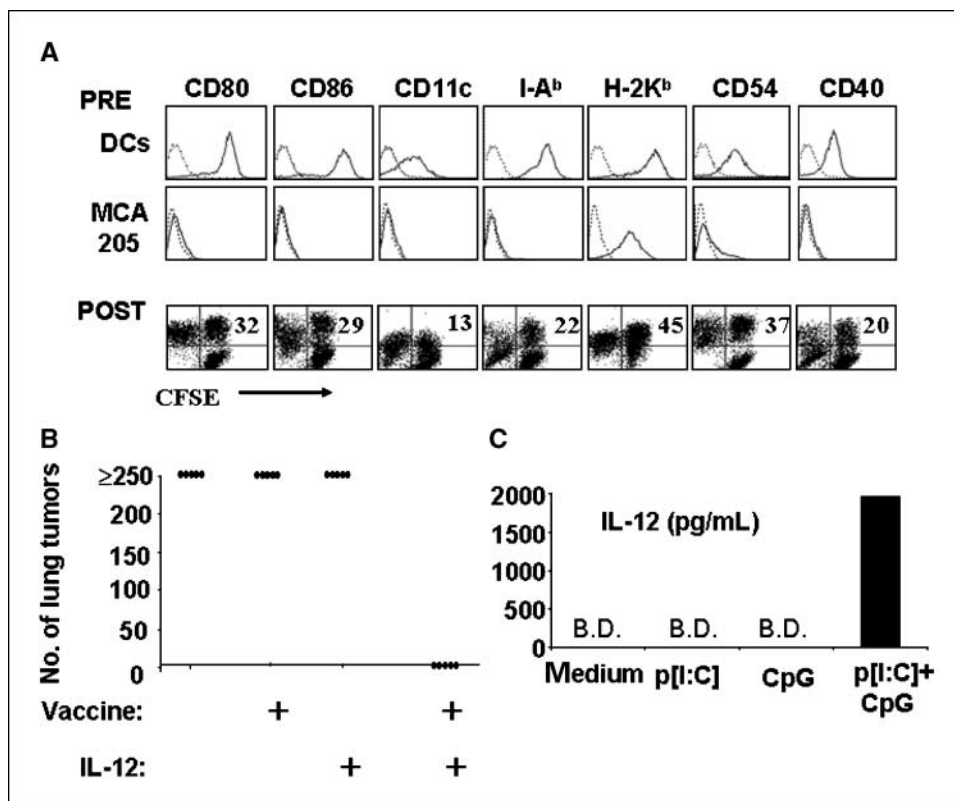 A
PRE CD80 CD86 CD11c I-Aᵇ H-2Kᵇ CD54 CD40
DCs
MCA
205
POST 32 29 13 22 45 37 20
CFSE
B
No. of lung tumors
≥250
200
150
100
50
0
Vaccine: + +
IL-12: + +
C
IL-12 (pg/mL)
2000
1500
1000
500
0
B.D. B.D. B.D.
Medium p[I:C] CpG p[I:C]+
CpG